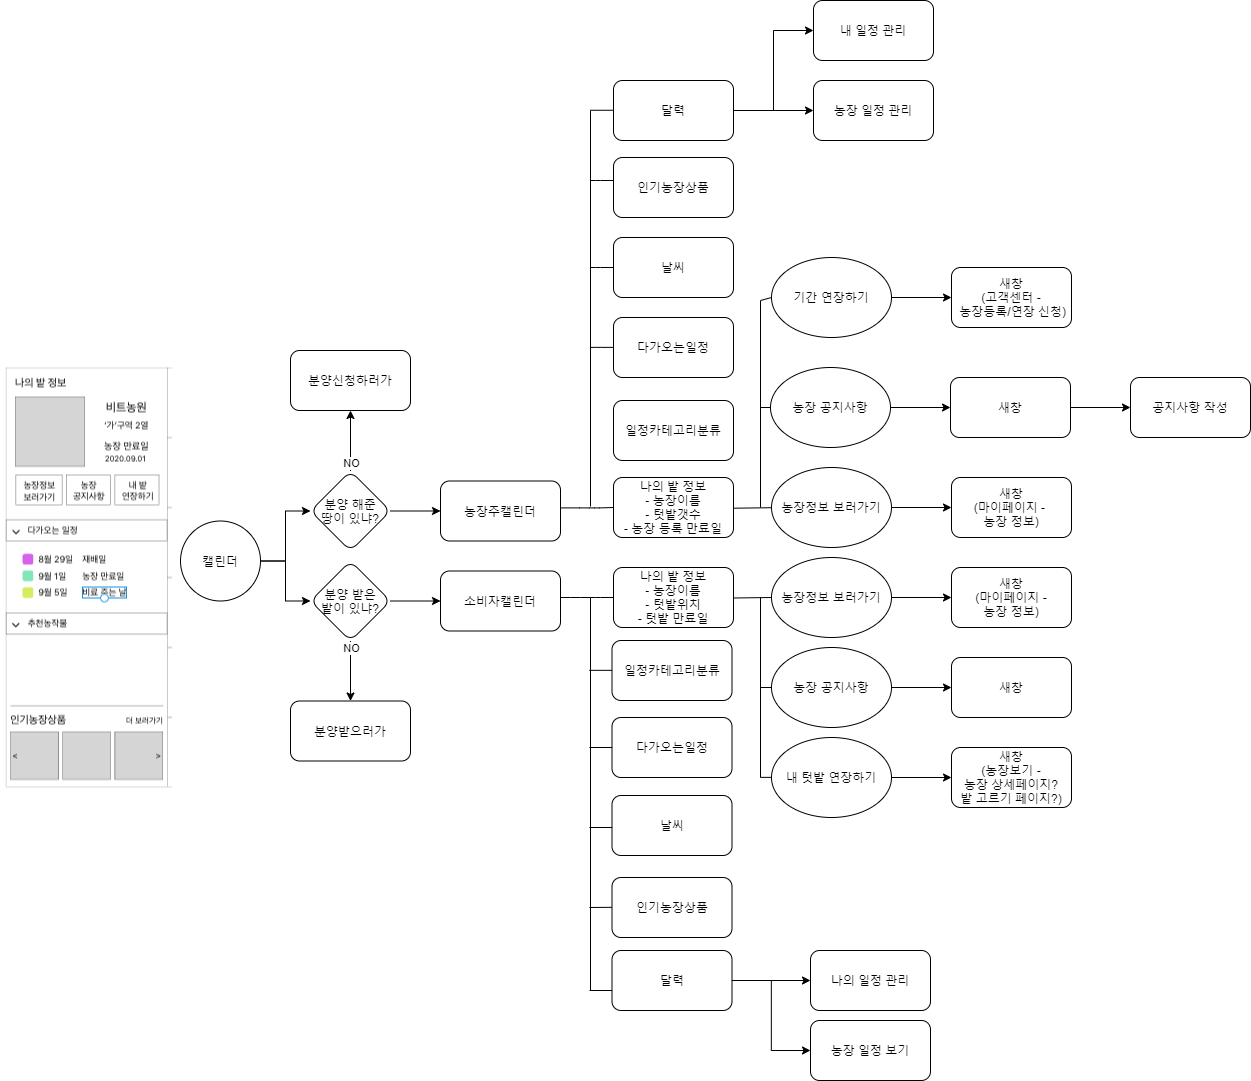 나의 밭 정보
비트농원
'가'구역 2열
농장 만료일
2020.09.01
농장정보
보러가기
농장
공지사항
내 밭
연장하기
다가오는 일정
8월 29일 재배일
9월 1일 농장 만료일
9월 5일 비료 주는 날
추천농작물
인기농장상품
더 보러가기
<
>
캘린더
분양신청하러가
NO
분양 해준
땅이 있냐?
분양 받은
밭이 있냐?
NO
분양받으러가
농장주캘린더
소비자캘린더
달력
내 일정 관리
농장 일정 관리
인기농장상품
날씨
다가오는일정
일정카테고리분류
나의 밭 정보
- 농장이름
- 텃밭갯수
- 농장 등록 만료일
기간 연장하기
새창
(고객센터 -
농장등록/연장 신청)
농장 공지사항
새창
공지사항 작성
농장정보 보러가기
새창
(마이페이지 -
농장 정보)
나의 밭 정보
- 농장이름
- 텃밭위치
- 텃밭 만료일
농장정보 보러가기
새창
(마이페이지 -
농장 정보)
농장 공지사항
새창
내 텃밭 연장하기
새창
(농장보기 -
농장 상세페이지?
밭 고르기 페이지?)
일정카테고리분류
다가오는일정
날씨
인기농장상품
달력
나의 일정 관리
농장 일정 보기